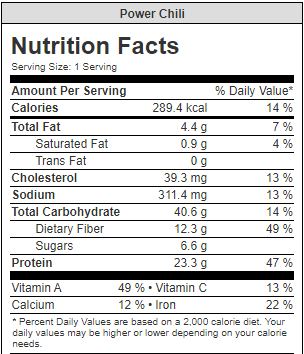 Power Chili
Nutrition Facts
Serving Size: 1 Serving
Amount Per Serving % Daily Value*
Calories 289.4 kcal 14 %
Total Fat 4.4 g 7 %
Saturated Fat 0.9 g 4 %
Trans Fat 0 g
Cholesterol 39.3 mg 13 %
Sodium 311.4 mg 13 %
Total Carbohydrate 40.6 g 14 %
Dietary Fiber 12.3 g 49 %
Sugars 6.6 g
Protein 23.3 g 47 %
Vitamin A 49 % • Vitamin C 13 %
Calcium 12 % • Iron 22 %
* Percent Daily Values are based on a 2,000 calorie diet. Your daily
values may be higher or lower depending on your calorie
needs.